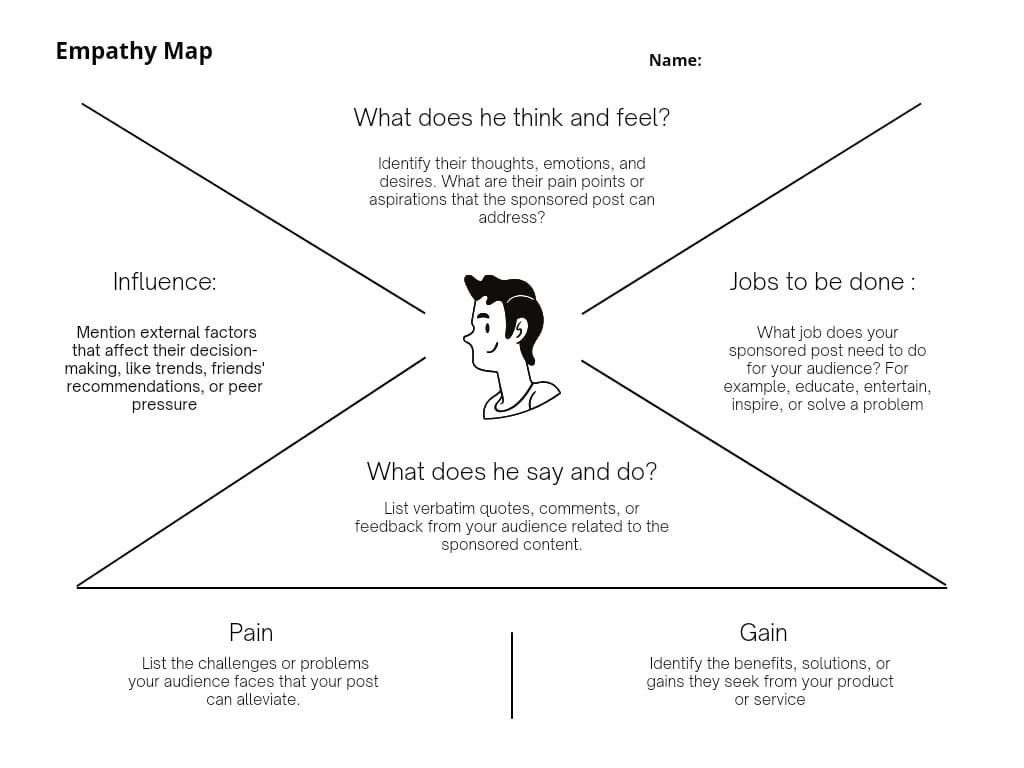 Empathy Map
Name:
What does he think and feel?
Identify their thoughts, emotions, and
desires. What are their pain points or
aspirations that the sponsored post can
address?
Influence:
Mention external factors
that affect their decision-
making, like trends, friends'
recommendations, or peer
pressure
Jobs to be done :
What job does your
sponsored post need to do
for your audience? For
example, educate, entertain,
inspire, or solve a problem
What does he say and do?
List verbatim quotes, comments, or
feedback from your audience related to the
sponsored content.
Pain
List the challenges or problems
your audience faces that your post
can alleviate.
Gain
Identify the benefits, solutions, or
gains they seek from your product
or service